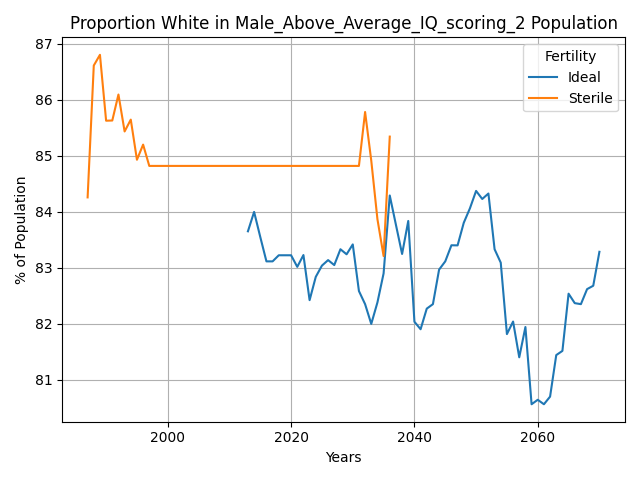 Proportion White in Male_Above_Average_IQ_scoring_2 Population
87
86
85
84
83
82
81
% of Population
Fertility
Ideal
Sterile
2000 2020 2040 2060
Years